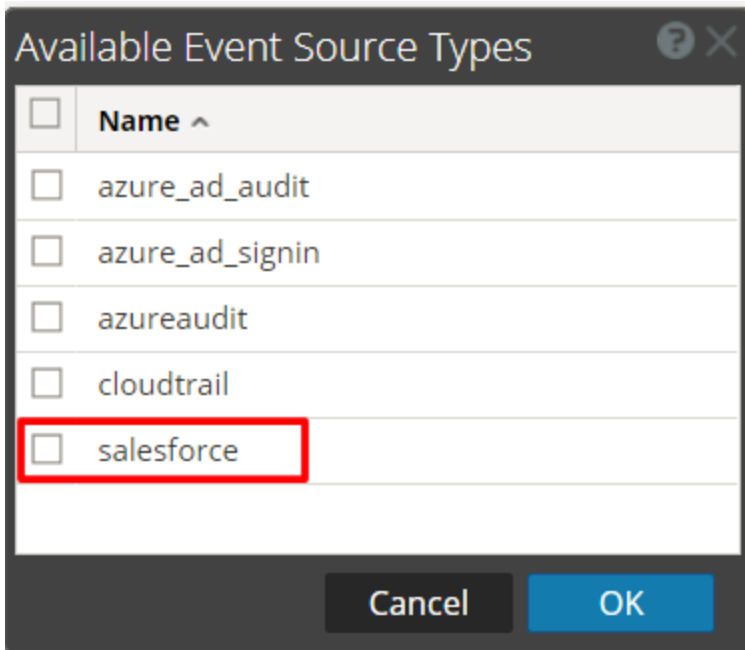 Available Event Source Types
Name
azure_ad_audit
azure_ad_signin
azureaudit
cloudtrail
salesforce
Cancel OK